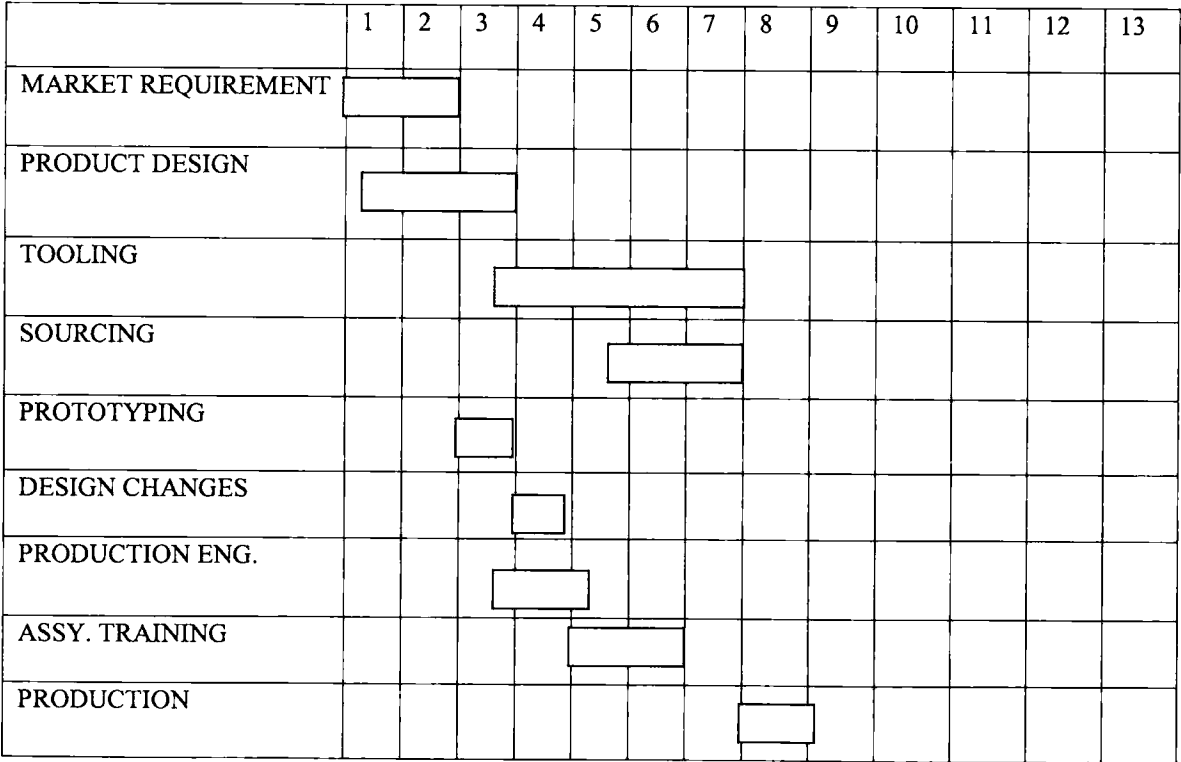 1 2 3 4 5 6 7 8 9 10 11 12 13
MARKET REQUIREMENT
PRODUCT DESIGN
TOOLING
SOURCING
PROTOTYPING
DESIGN CHANGES
PRODUCTION ENG.
ASSY. TRAINING
PRODUCTION